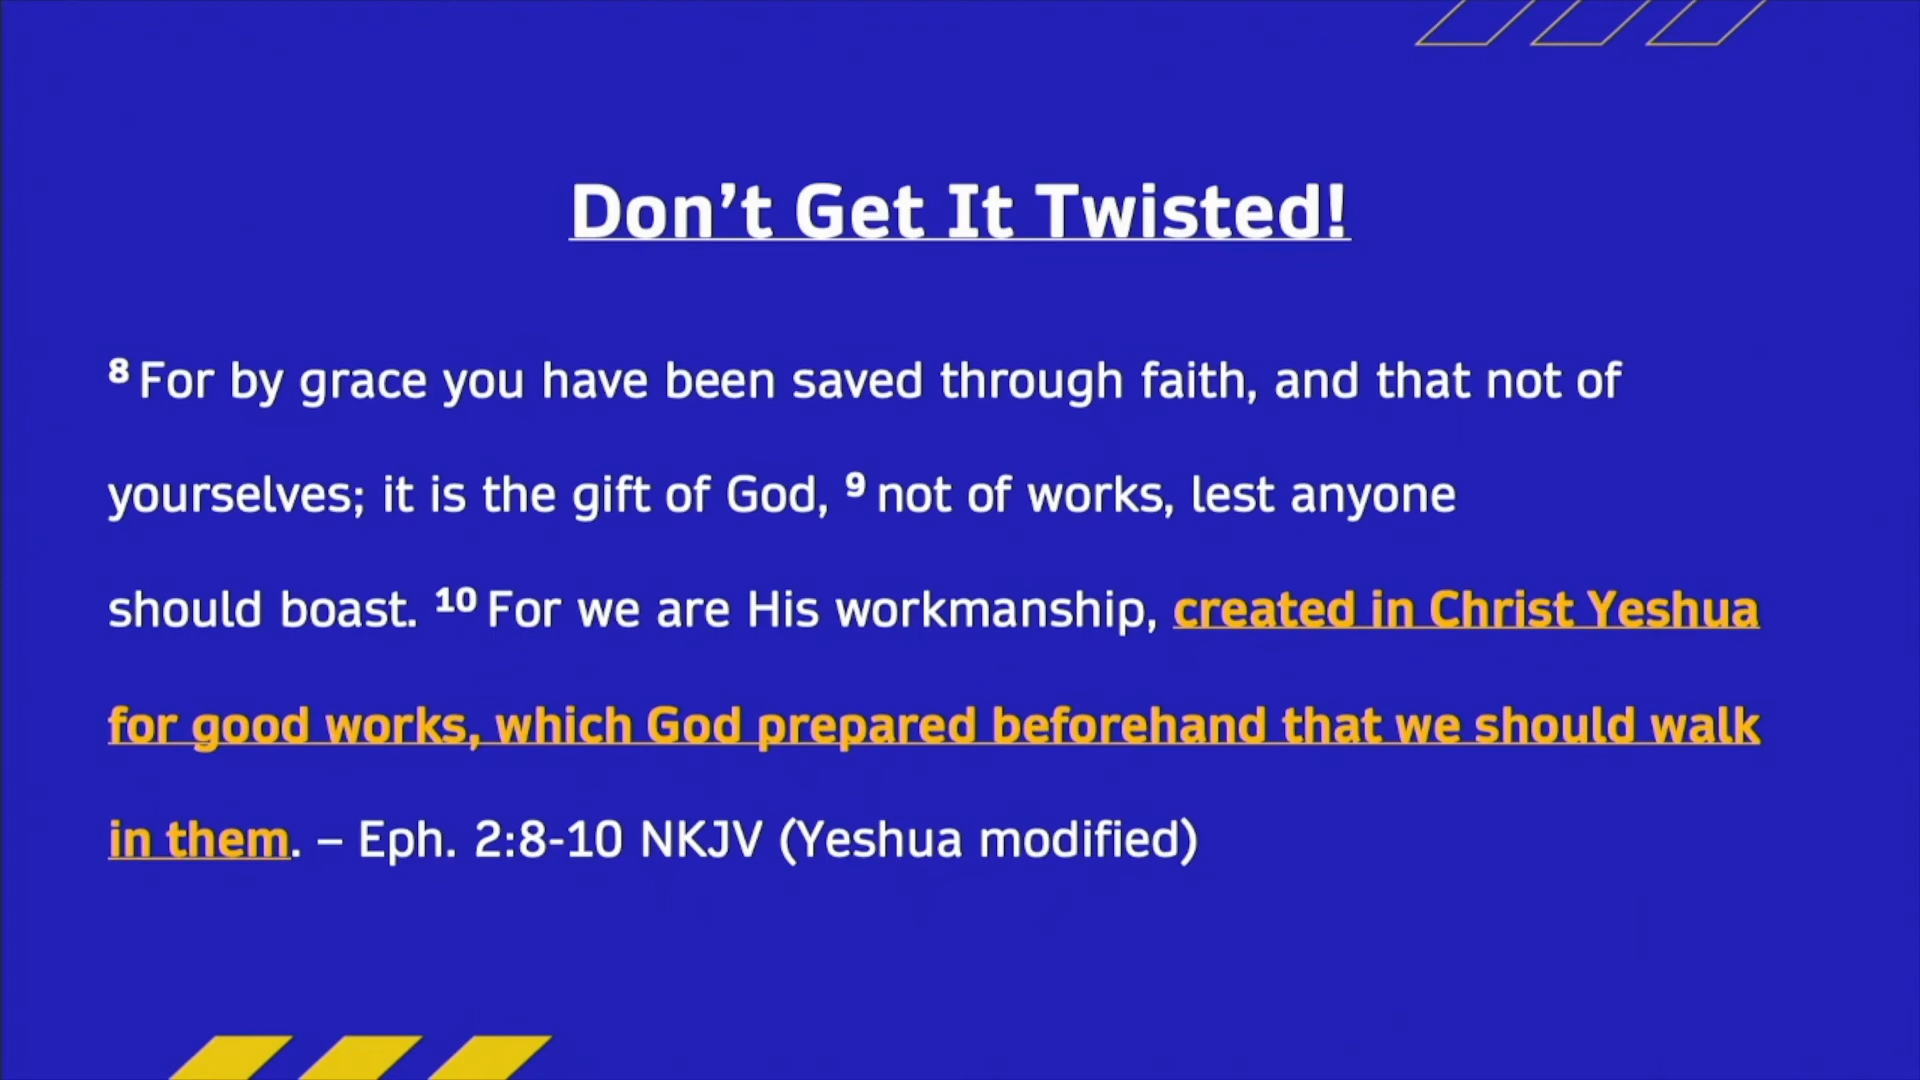 Don’t Get It Twisted!
⁸ For by grace you have been saved through faith, and that not of
yourselves; it is the gift of God, ⁹ not of works, lest anyone
should boast. ¹⁰ For we are His workmanship, created in Christ Yeshua
for good works, which God prepared beforehand that we should walk
in them. – Eph. 2:8-10 NKJV (Yeshua modified)